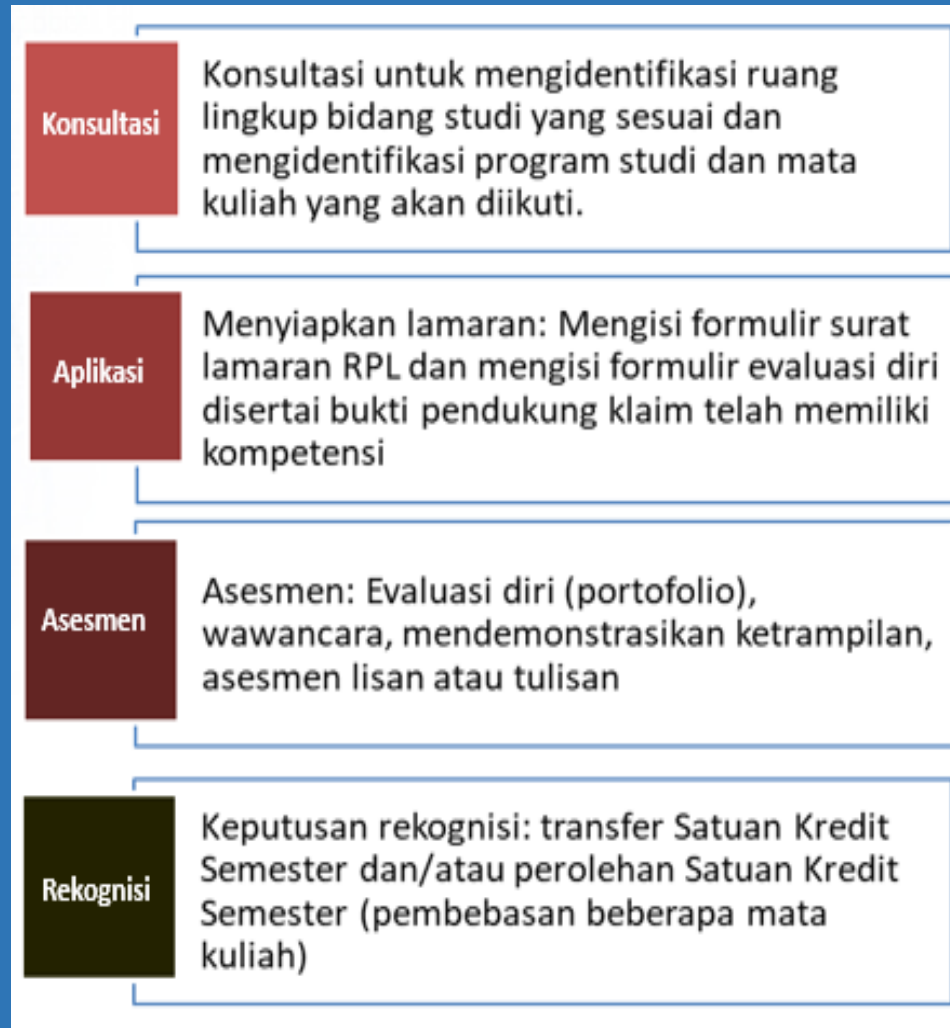 Konsultasi
Konsultasi untuk mengidentifikasi ruang
lingkup bidang studi yang sesuai dan
mengidentifikasi program studi dan mata
kuliah yang akan diikuti.
Aplikasi
Menyiapkan lamaran: Mengisi formulir surat
lamaran RPL dan mengisi formulir evaluasi diri
disertai bukti pendukung klaim telah memiliki
kompetensi
Asesmen
Asesmen: Evaluasi diri (portofolio),
wawancara, mendemonstrasikan ketrampilan,
asesmen lisan atau tulisan
Rekognisi
Keputusan rekognisi: transfer Satuan Kredit
Semester dan/atau perolehan Satuan Kredit
Semester (pembebasan beberapa mata
kuliah)